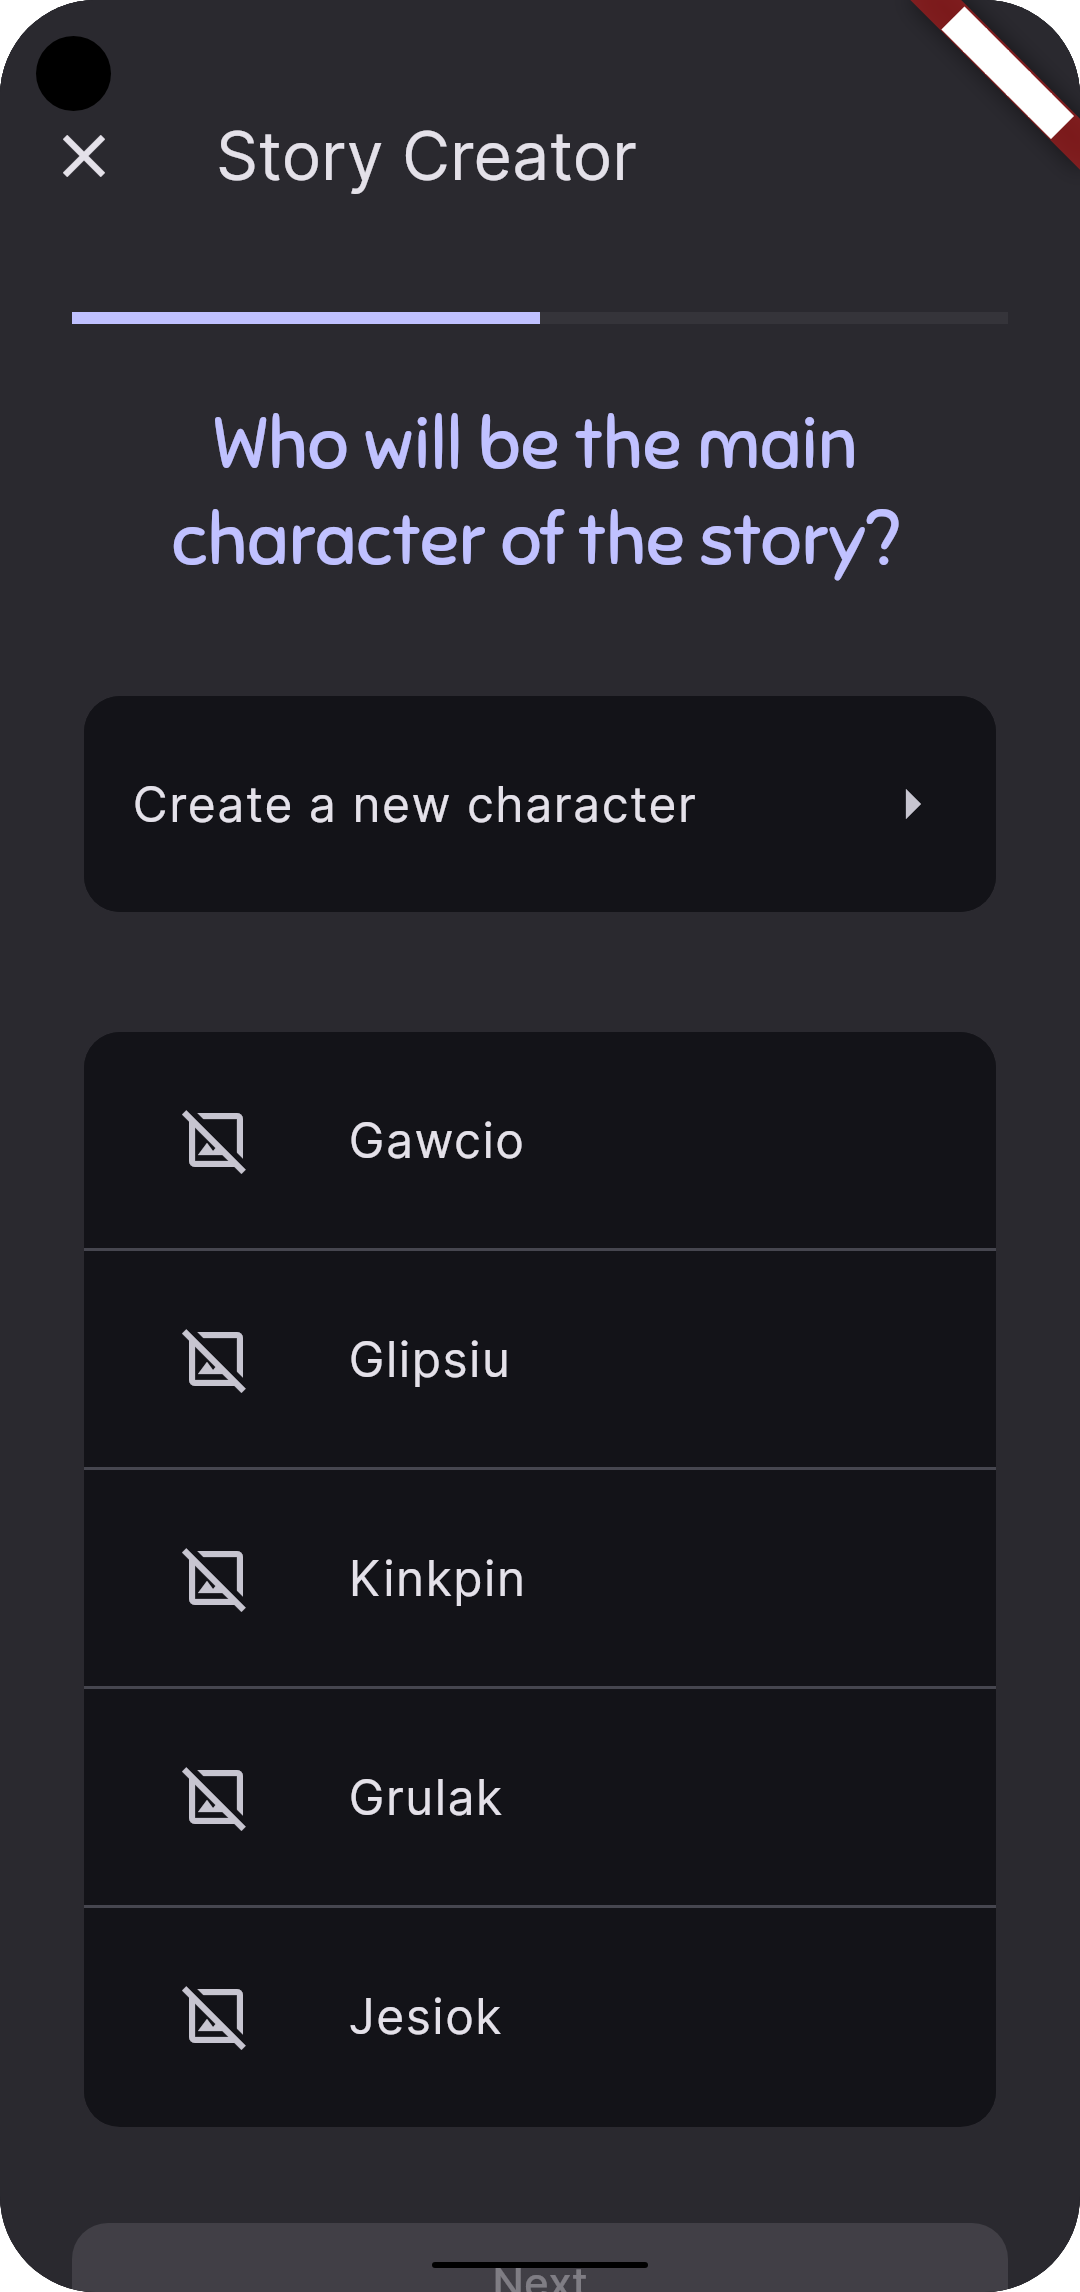 Story Creator
Who will be the main
character of the story?
Create a new character
Gawcio
Glipsiu
Kinkpin
Grulak
Jesiok
Next